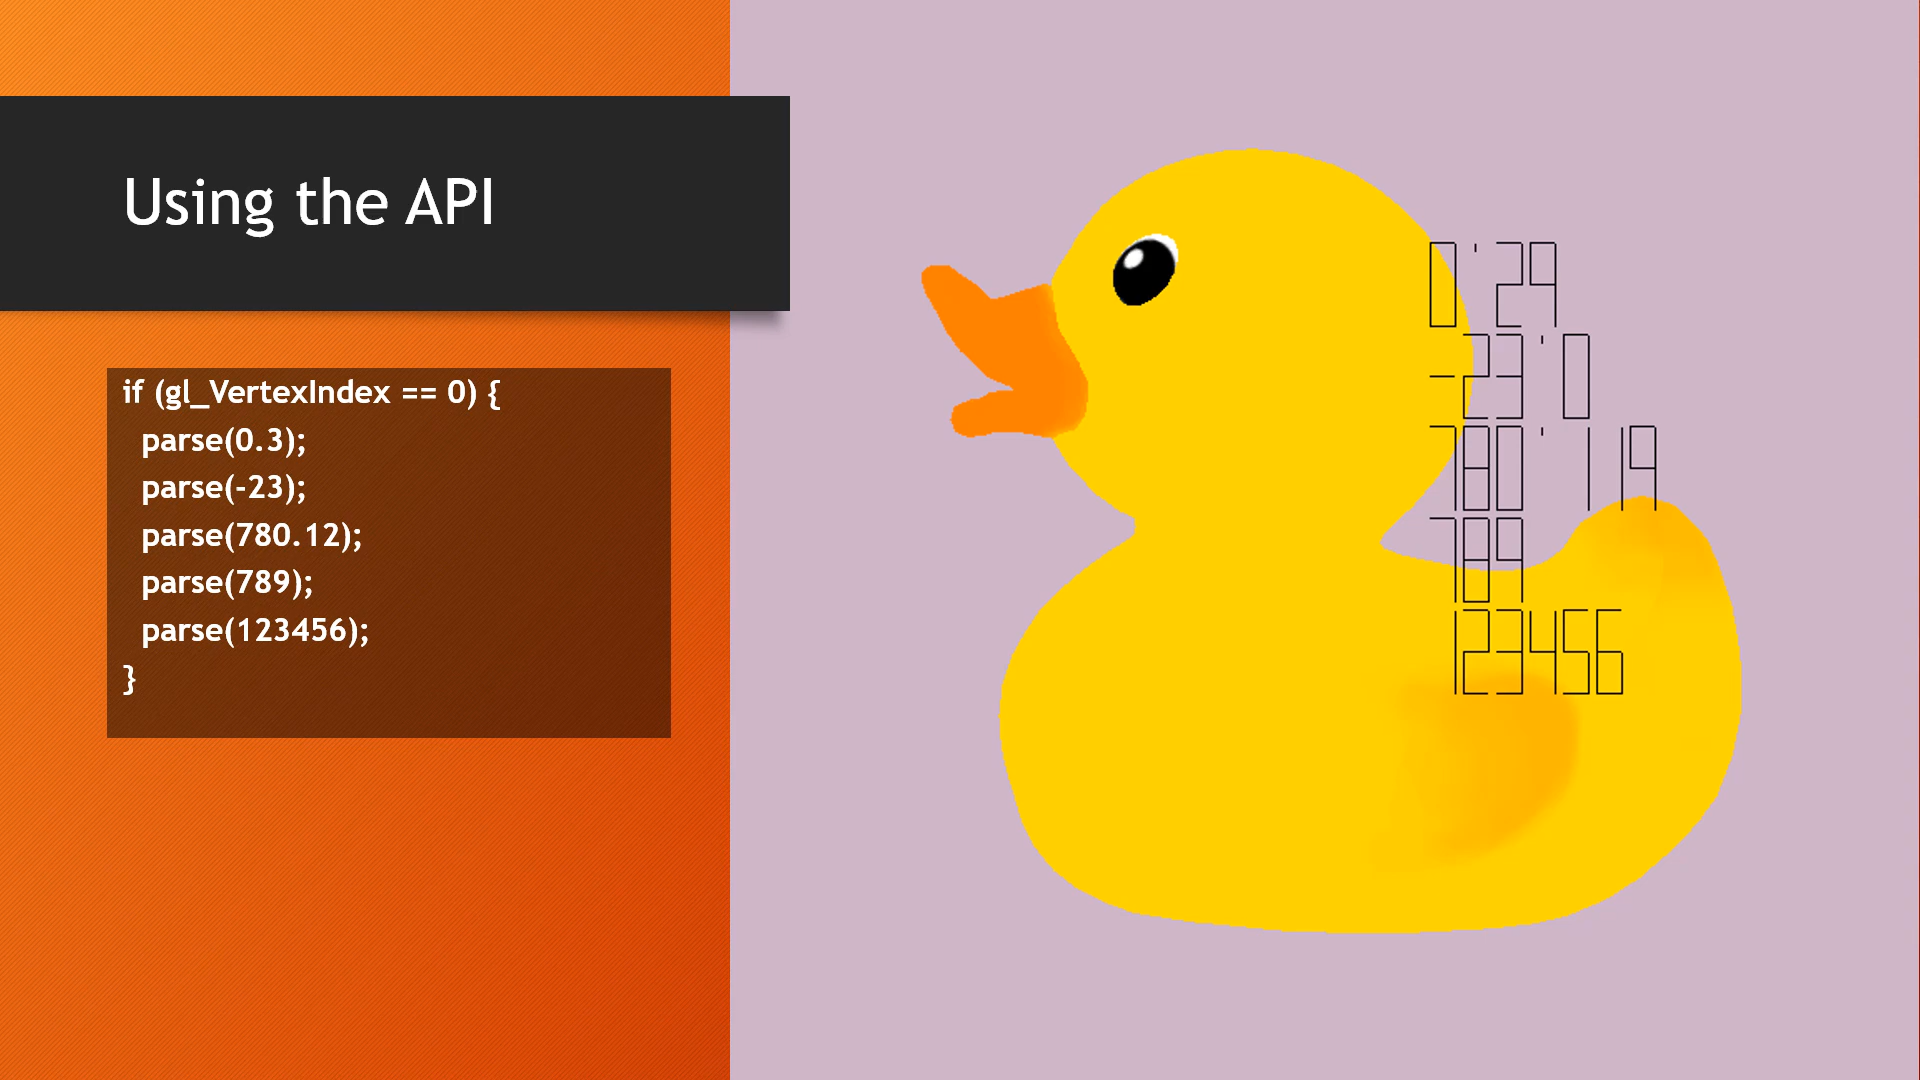 Using the API
if (gl_VertexIndex == 0) {
parse(0.3);
parse(-23);
parse(780.12);
parse(789);
parse(123456);
}
0'29
-23'0
780'119
789
123456